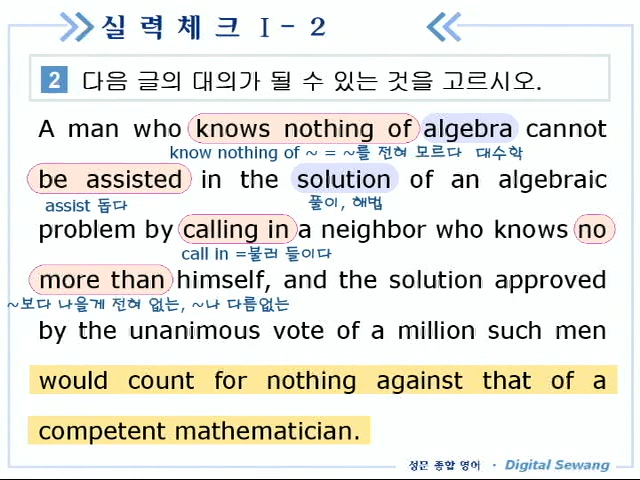 실력체크 Ⅰ-2
2 다음 글의 대의가 될 수 있는 것을 고르시오.
A man who knows nothing of algebra cannot
know nothing of ~ = ~를 전혀 모르다 대수학
be assisted in the solution of an algebraic
assist 돕다 풀이, 해법
problem by calling in a neighbor who knows no
call in =불러 들이다
more than himself, and the solution approved
~보다 나을게 전혀 없는, ~나 다름없는
by the unanimous vote of a million such men
would count for nothing against that of a
competent mathematician.
성문 종합 영어 · Digital Sewang